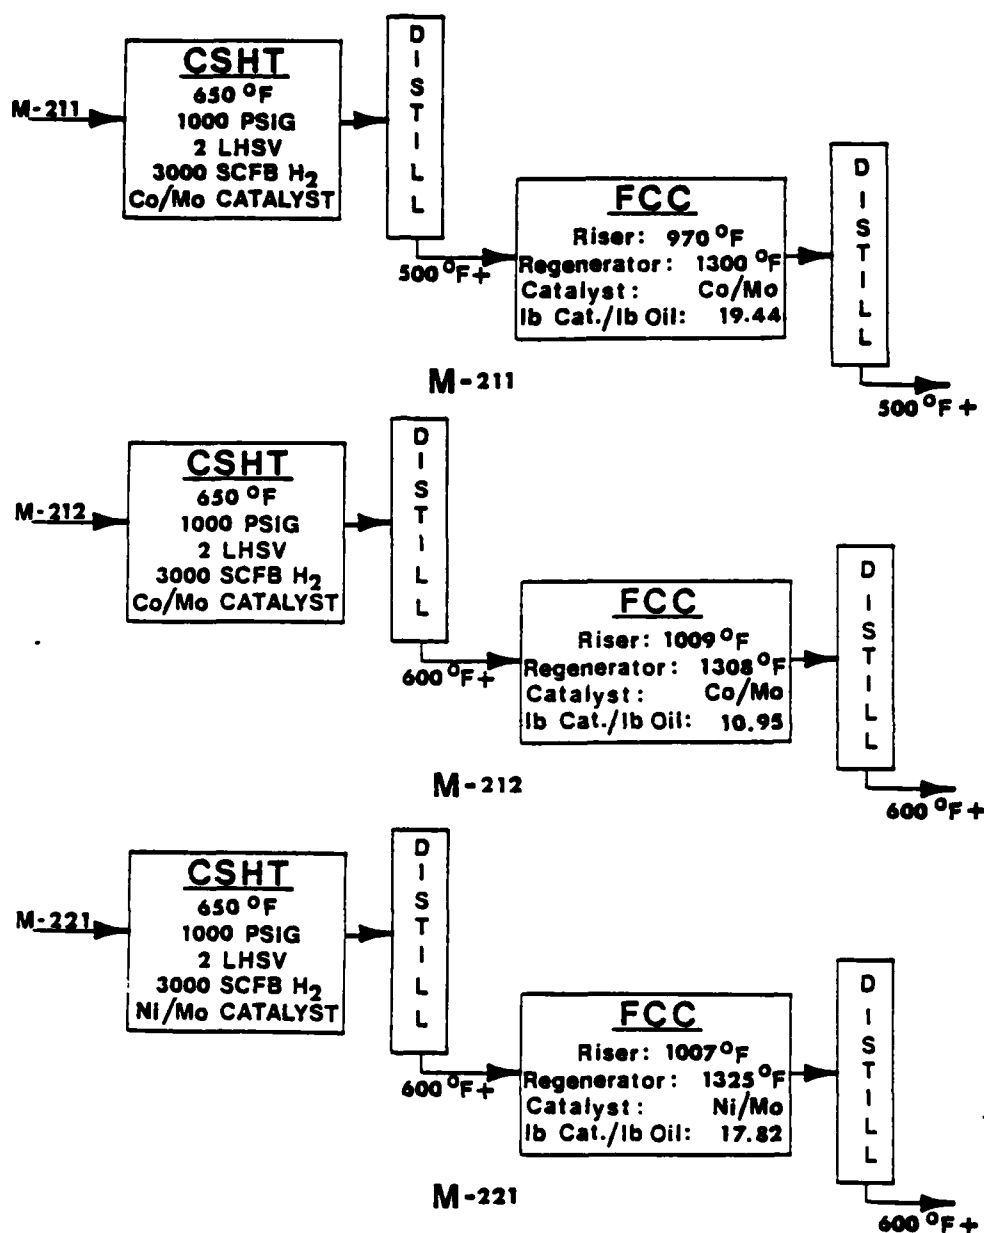 M-211
CSHT
650 °F
1000 PSIG
2 LHSV
3000 SCFB H2
Co/Mo CATALYST
DISTILL
500 °F+
FCC
Riser: 970 °F
Regenerator: 1300 °F
Catalyst: Co/Mo
lb Cat./lb Oil: 19.44
DISTILL
500 °F+
M-211
M-212
CSHT
650 °F
1000 PSIG
2 LHSV
3000 SCFB H2
Co/Mo CATALYST
DISTILL
600 °F+
FCC
Riser: 1009 °F
Regenerator: 1308 °F
Catalyst: Co/Mo
lb Cat./lb Oil: 10.95
DISTILL
600 °F+
M-212
M-221
CSHT
650 °F
1000 PSIG
2 LHSV
3000 SCFB H2
Ni/Mo CATALYST
DISTILL
600 °F+
FCC
Riser: 1007 °F
Regenerator: 1325 °F
Catalyst: Ni/Mo
lb Cat./lb Oil: 17.82
DISTILL
600 °F+
M-221